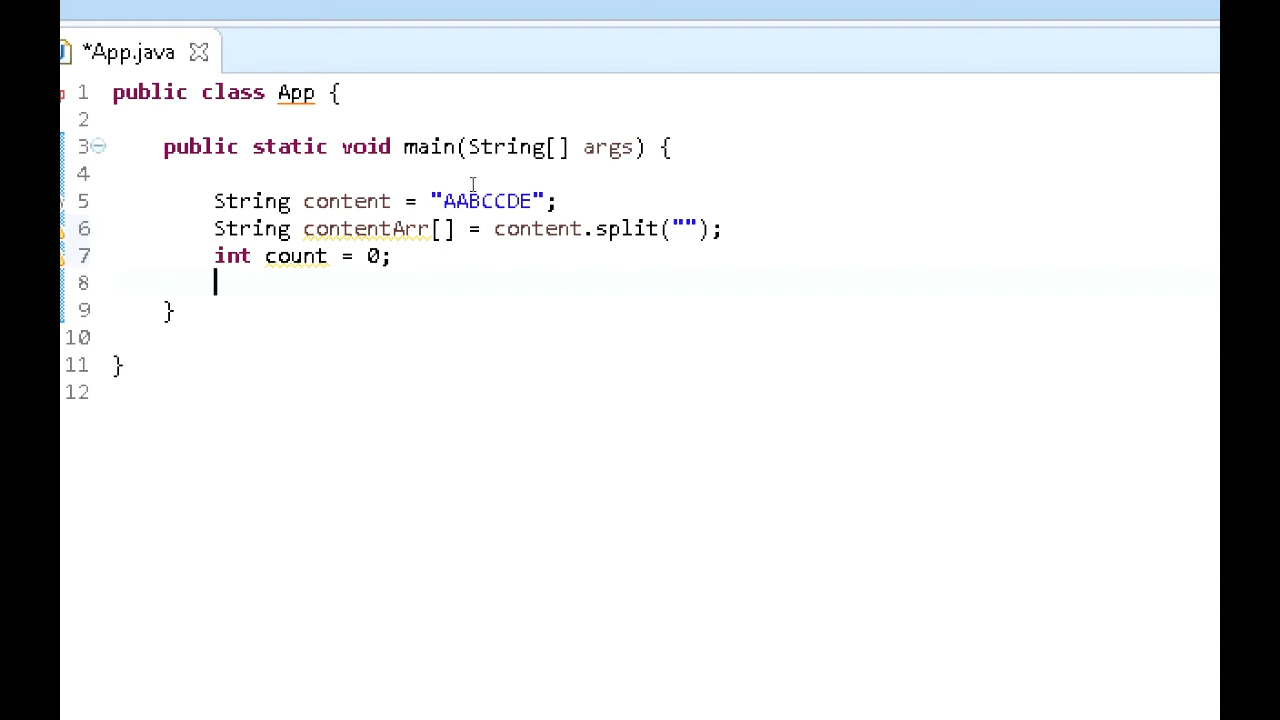 *App.java
1 public class App {
2
3 public static void main(String[] args) {
4
5 String content = "AABCCDE";
6 String contentArr[] = content.split("");
7 int count = 0;
8
9 }
10
11 }
12